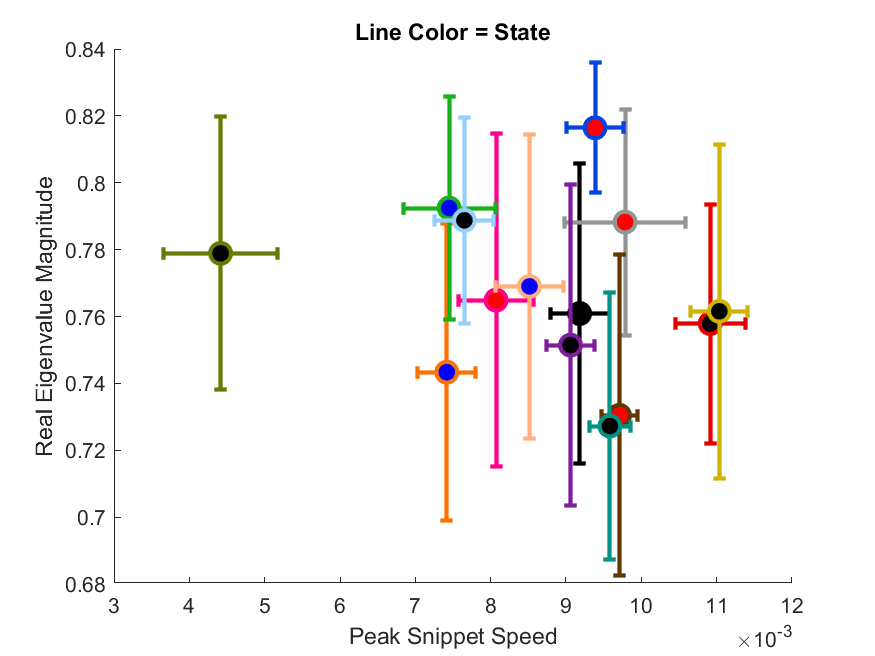 Line Color = State
Real Eigenvalue Magnitude
0.84
0.82
0.8
0.78
0.76
0.74
0.72
0.7
0.68
3 4 5 6 7 8 9 10 11 12
Peak Snippet Speed
×10-3